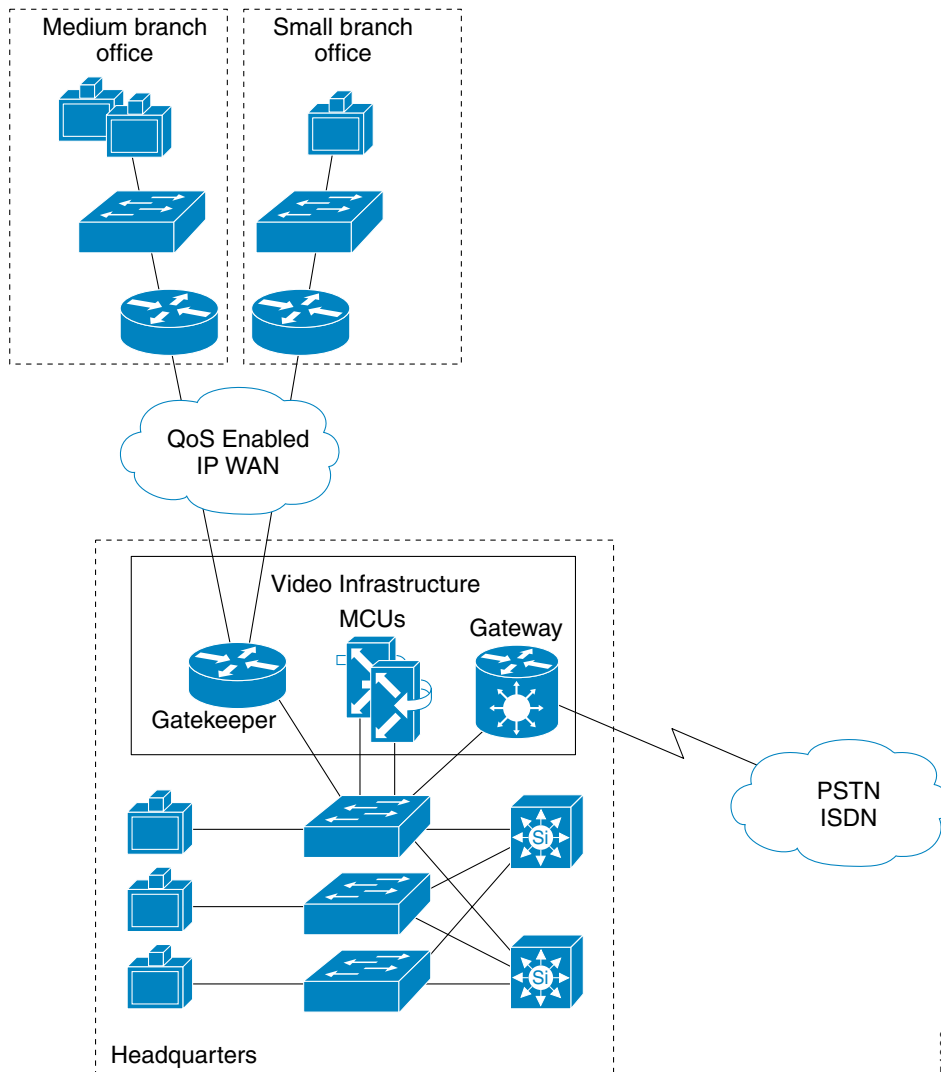 Medium branch
office
Small branch
office
QoS Enabled
IP WAN
Video Infrastructure
MCUs
Gateway
Gatekeeper
PSTN
ISDN
Si
Si
Headquarters